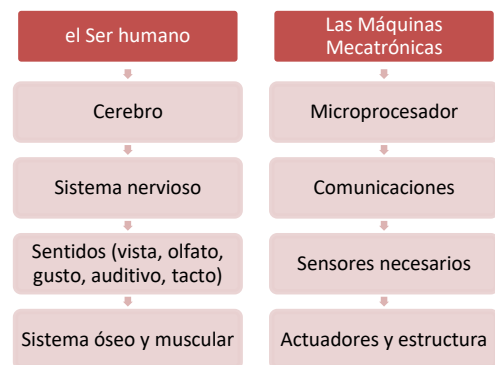 el Ser humano
Cerebro
Sistema nervioso
Sentidos (vista, olfato,
gusto, auditivo, tacto)
Sistema óseo y muscular
Las Máquinas
Mecatrónicas
Microprocesador
Comunicaciones
Sensores necesarios
Actuadores y estructura